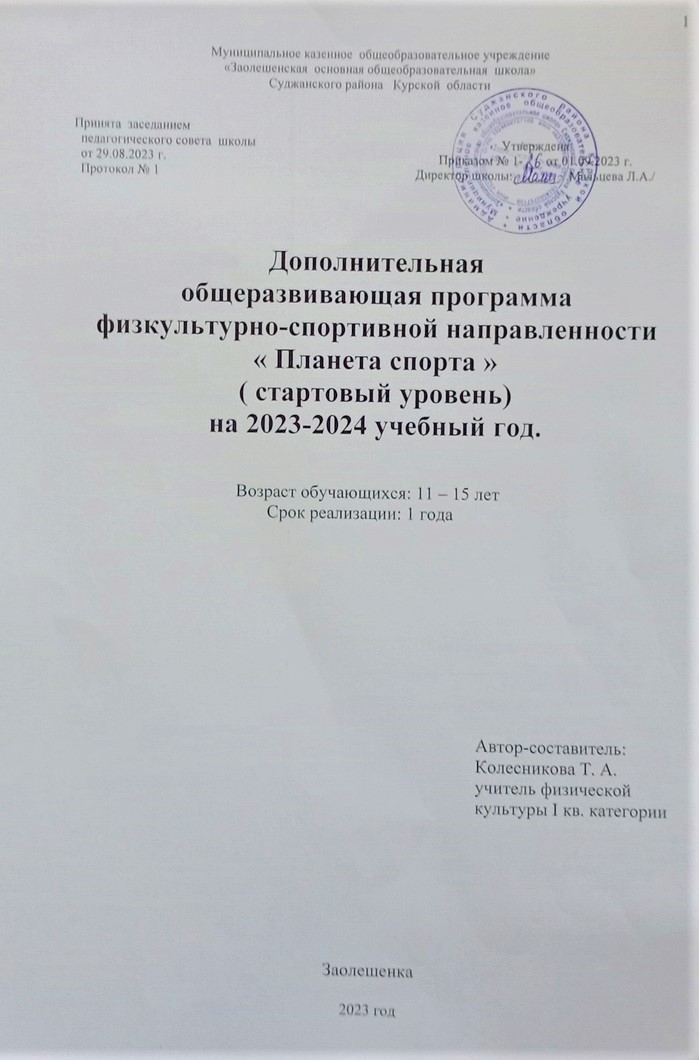 1
Муниципальное казенное общеобразовательное учреждение
«Заолешенская основная общеобразовательная школа»
Суджанского района Курской области
Принята заседанием
педагогического совета школы
от 29.08.2023 г.
Протокол № 1
Утверждена
Приказом № 1-86 от 01.09.2023 г.
Директор школы: /Мальцева Л.А./
Дополнительная
общеразвивающая программа
физкультурно-спортивной направленности
« Планета спорта »
( стартовый уровень)
на 2023-2024 учебный год.
Возраст обучающихся: 11 – 15 лет
Срок реализации: 1 года
Автор-составитель:
Колесникова Т. А.
учитель физической
культуры I кв. категории
Заолешенка
2023 год